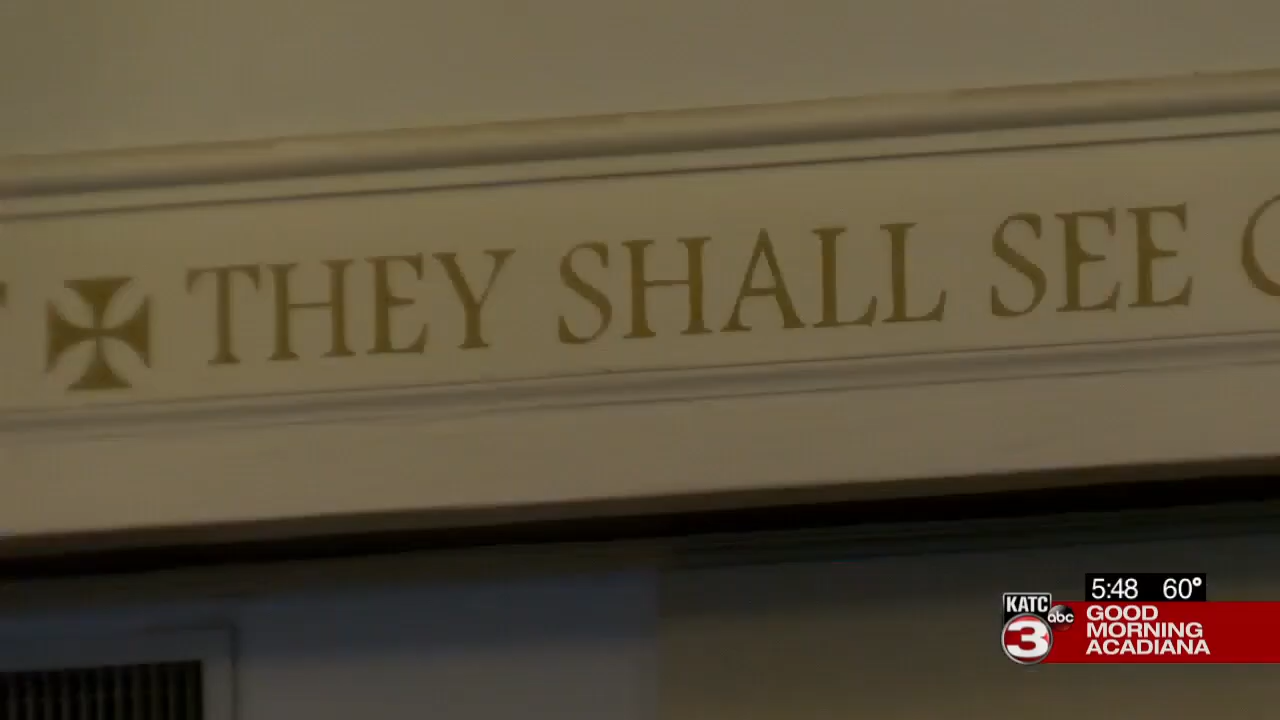 THEY SHALL SEE
5:48 60°
KATC
3
abc
GOOD
MORNING
ACADIANA